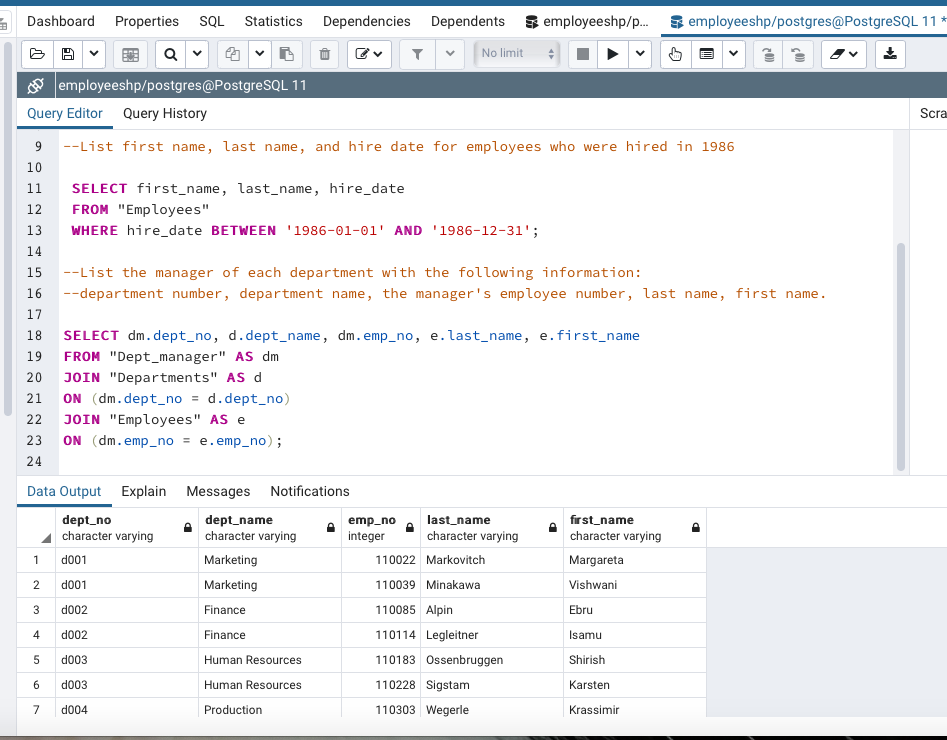 Dashboard Properties SQL Statistics Dependencies Dependents employeeshp/p... employeeshp/postgres@PostgreSQL 11 *
No limit
employeeshp/postgres@PostgreSQL 11
Query Editor Query History Scra
9 --List first name, last name, and hire date for employees who were hired in 1986
10
11 SELECT first_name, last_name, hire_date
12 FROM "Employees"
13 WHERE hire_date BETWEEN '1986-01-01' AND '1986-12-31';
14
15 --List the manager of each department with the following information:
16 --department number, department name, the manager's employee number, last name, first name.
17
18 SELECT dm.dept_no, d.dept_name, dm.emp_no, e.last_name, e.first_name
19 FROM "Dept_manager" AS dm
20 JOIN "Departments" AS d
21 ON (dm.dept_no = d.dept_no)
22 JOIN "Employees" AS e
23 ON (dm.emp_no = e.emp_no);
24
Data Output Explain Messages Notifications
dept_no dept_name emp_no last_name first_name
character varying character varying integer character varying character varying
1 d001 Marketing 110022 Markovitch Margareta
2 d001 Marketing 110039 Minakawa Vishwani
3 d002 Finance 110085 Alpin Ebru
4 d002 Finance 110114 Legleitner Isamu
5 d003 Human Resources 110183 Ossenbruggen Shirish
6 d003 Human Resources 110228 Sigstam Karsten
7 d004 Production 110303 Wegerle Krassimir